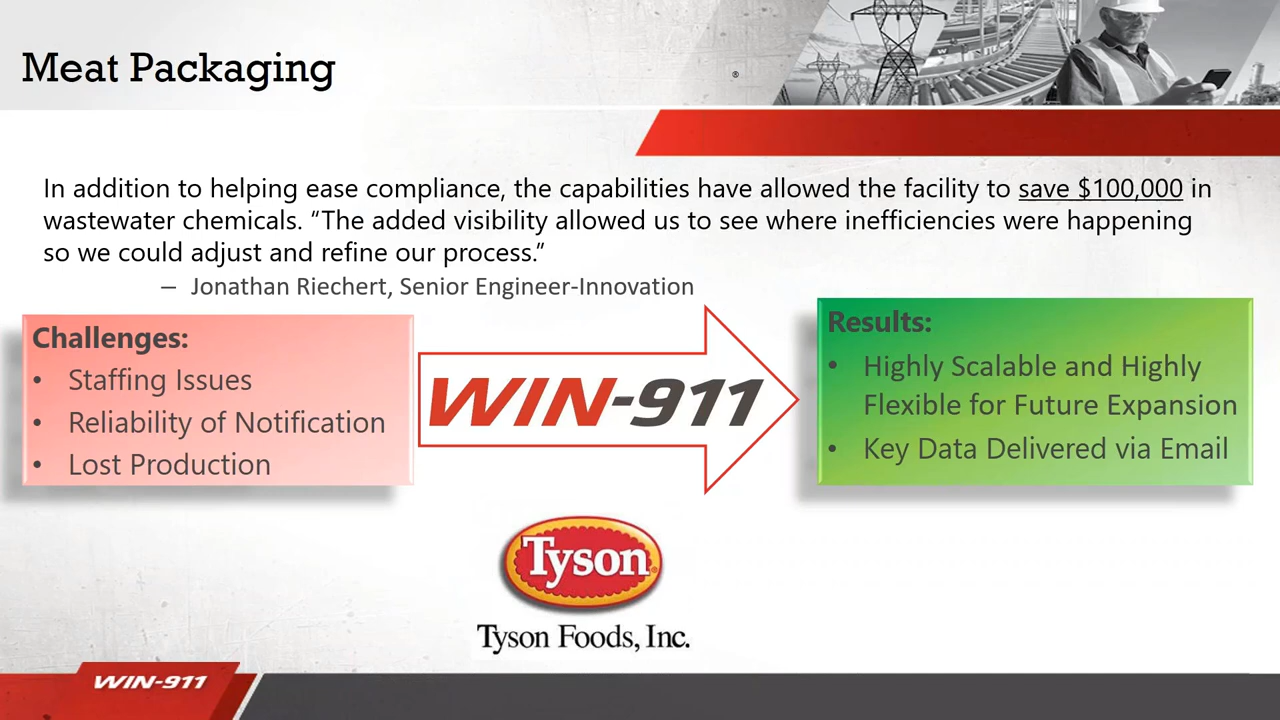 Meat Packaging
®
In addition to helping ease compliance, the capabilities have allowed the facility to save $100,000 in
wastewater chemicals. “The added visibility allowed us to see where inefficiencies were happening
so we could adjust and refine our process.”
– Jonathan Riechert, Senior Engineer-Innovation
Challenges:
• Staffing Issues
• Reliability of Notification
• Lost Production
WIN-911
Results:
• Highly Scalable and Highly
Flexible for Future Expansion
• Key Data Delivered via Email
Tyson®
Tyson Foods, Inc.
WIN-911